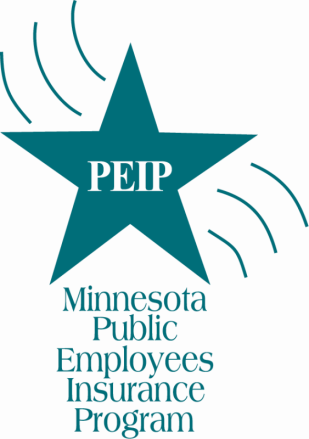 PEIP
Minnesota
Public
Employees
Insurance
Program